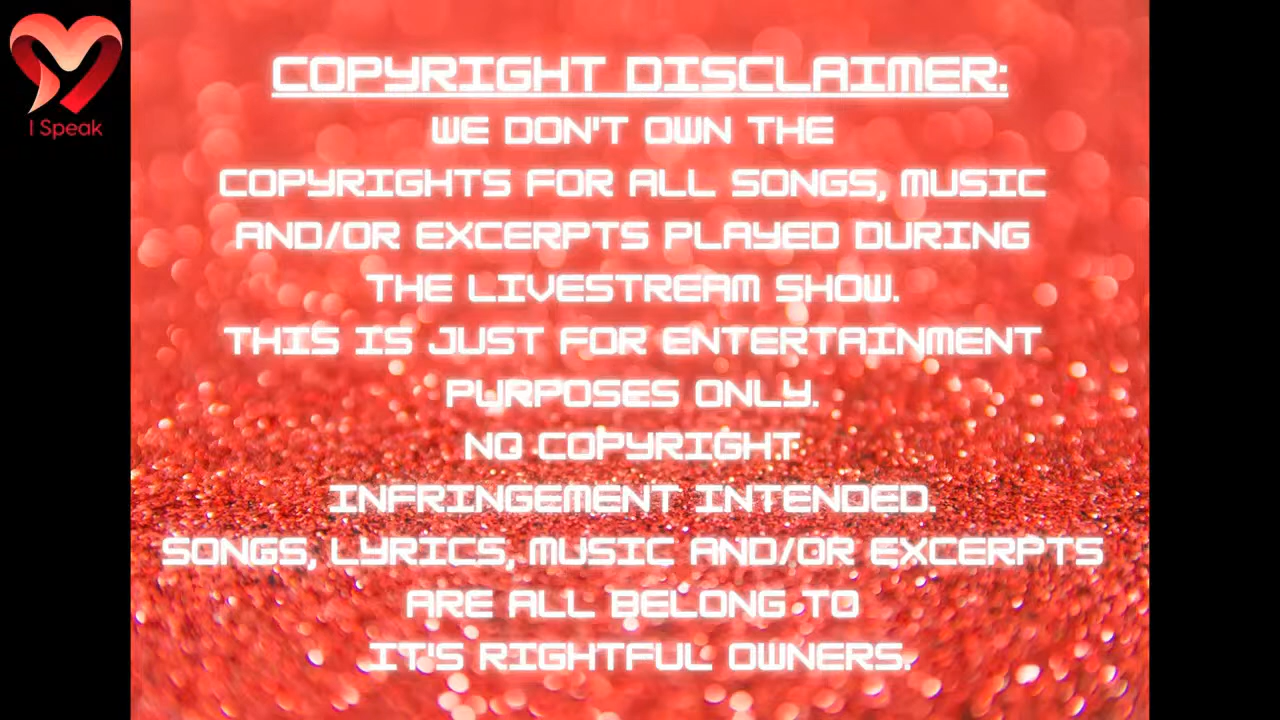 I Speak
COPYRIGHT DISCLAIMER:
WE DON'T OWN THE
COPYRIGHTS FOR ALL SONGS, MUSIC
AND/OR EXCERPTS PLAYED DURING
THE LIVESTREAM SHOW.
THIS IS JUST FOR ENTERTAINMENT
PURPOSES ONLY.
NO COPYRIGHT
INFRINGEMENT INTENDED.
SONGS, LYRICS, MUSIC AND/OR EXCERPTS
ARE ALL BELONG TO
IT'S RIGHTFUL OWNERS.